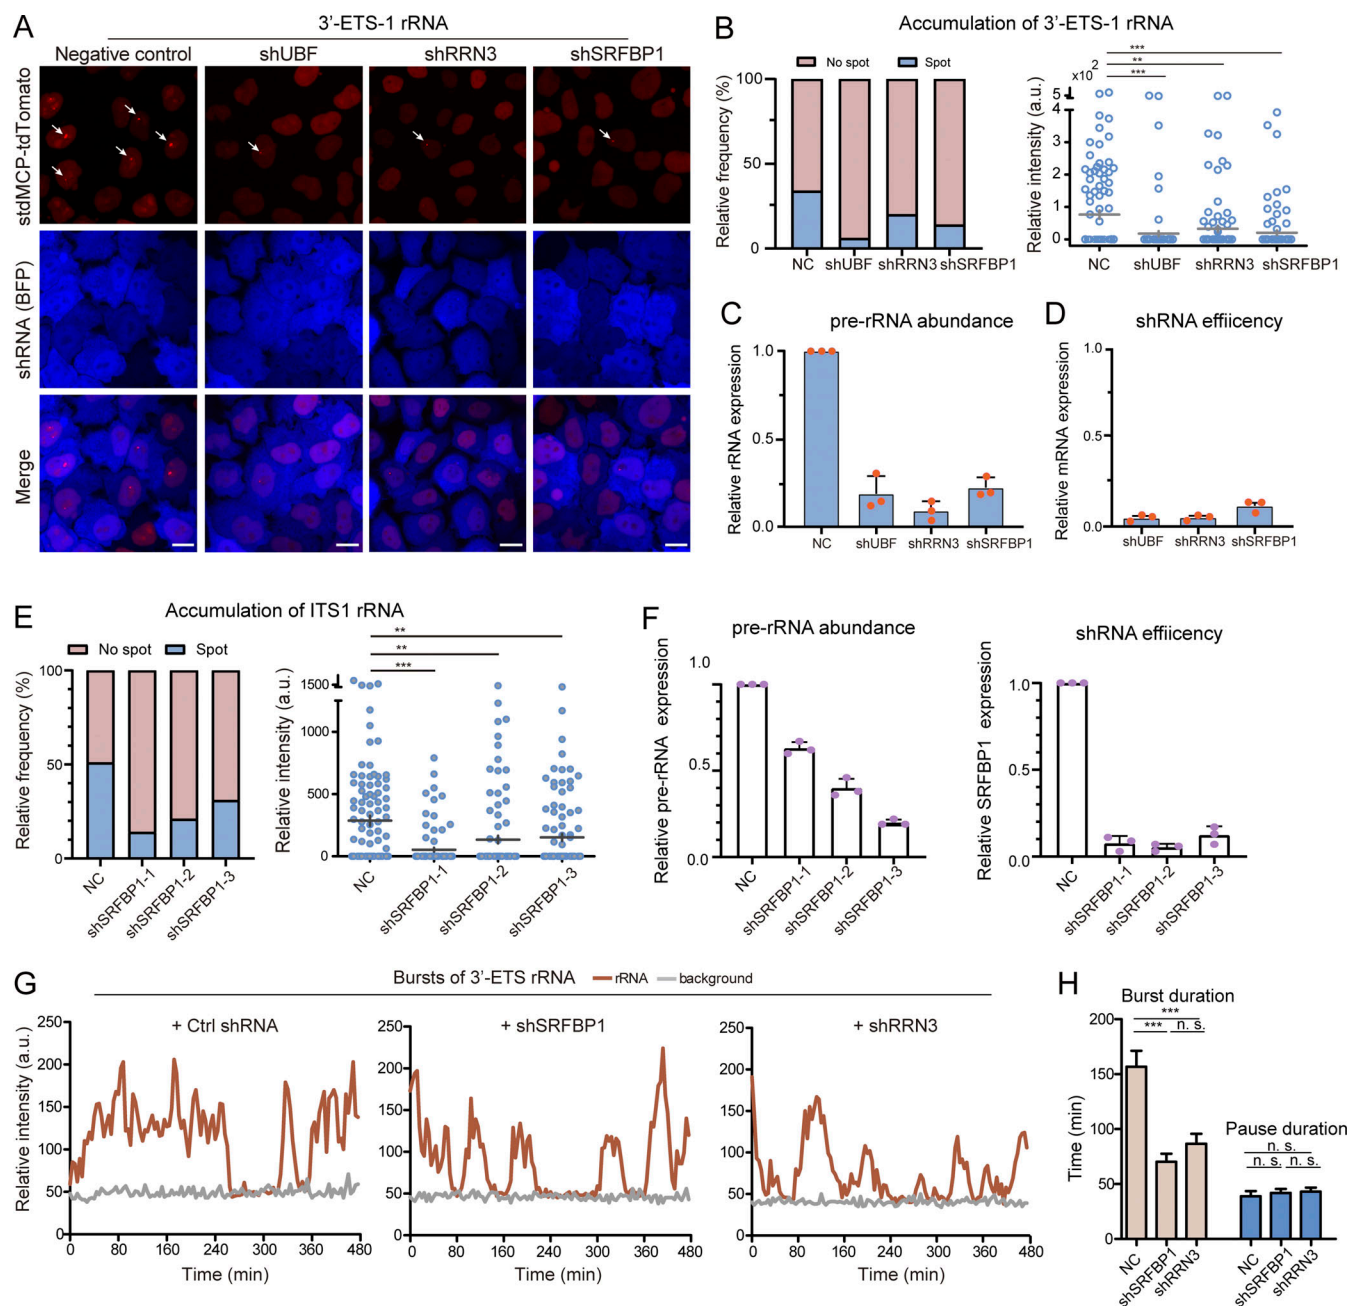 A
3'-ETS-1 rRNA
Negative control shUBF shRRN3 shSRFBP1
stdMCP-tdTomato
shRNA (BFP)
Merge
B
Accumulation of 3'-ETS-1 rRNA
No spot Spot
Relative frequency (%)
100
50
0
NC shUBF shRRN3 shSRFBP1
***
**
***
x10²
Relative intensity (a.u.)
5
4
3
2
1
0
NC shUBF shRRN3 shSRFBP1
C
pre-rRNA abundance
Relative rRNA expression
1.0
0.5
0.0
NC shUBF shRRN3 shSRFBP1
D
shRNA effiicency
Relative mRNA expression
1.0
0.5
0.0
shUBF shRRN3 shSRFBP1
E
Accumulation of ITS1 rRNA
No spot Spot
Relative frequency (%)
100
50
0
NC shSRFBP1-1 shSRFBP1-2 shSRFBP1-3
**
**
***
Relative intensity (a.u.)
1500
1000
500
0
NC shSRFBP1-1 shSRFBP1-2 shSRFBP1-3
F
pre-rRNA abundance
Relative pre-rRNA expression
1.0
0.5
0.0
NC shSRFBP1-1 shSRFBP1-2 shSRFBP1-3
shRNA effiicency
Relative SRFBP1 expression
1.0
0.5
0.0
NC shSRFBP1-1 shSRFBP1-2 shSRFBP1-3
G
Bursts of 3'-ETS rRNA rRNA background
Relative intensity (a.u.)
+ Ctrl shRNA
250
200
150
100
50
0
0 80 160 300 300 400 480
Time (min)
+ shSRFBP1
250
200
150
100
50
0
0 80 160 300 300 400 480
Time (min)
+ shRRN3
250
200
150
100
50
0
0 80 160 300 300 400 480
Time (min)
H
Burst duration
***
*** n. s.
Time (min)
200
150
100
50
0
NC shSRFBP1 shRRN3
Pause duration
n. s.
n. s. n. s.
NC shSRFBP1 shRRN3